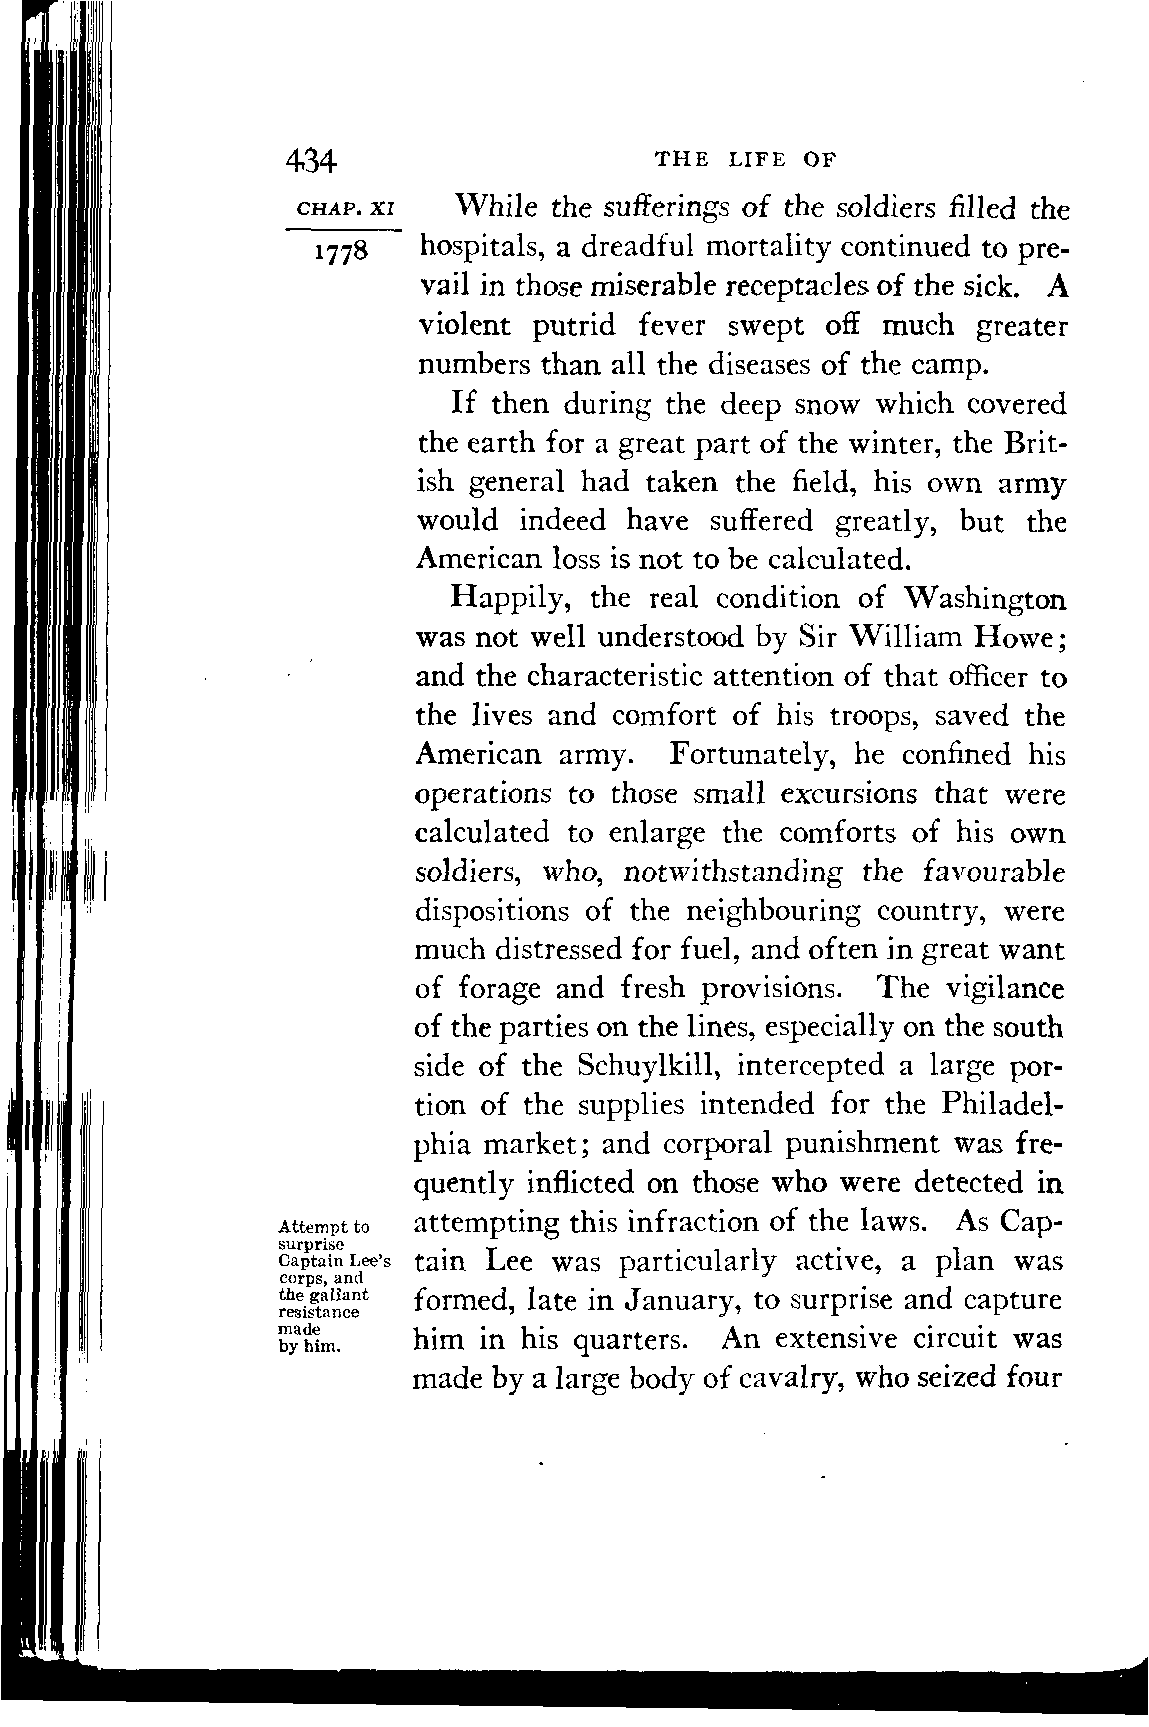 434 THE LIFE OF
CHAP. XI
1778
While the sufferings of the soldiers filled the
hospitals, a dreadful mortality continued to pre-
vail in those miserable receptacles of the sick. A
violent putrid fever swept off much greater
numbers than all the diseases of the camp.
If then during the deep snow which covered
the earth for a great part of the winter, the Brit-
ish general had taken the field, his own army
would indeed have suffered greatly, but the
American loss is not to be calculated.
Happily, the real condition of Washington
was not well understood by Sir William Howe;
and the characteristic attention of that officer to
the lives and comfort of his troops, saved the
American army. Fortunately, he confined his
operations to those small excursions that were
calculated to enlarge the comforts of his own
soldiers, who, notwithstanding the favourable
dispositions of the neighbouring country, were
much distressed for fuel, and often in great want
of forage and fresh provisions. The vigilance
of the parties on the lines, especially on the south
side of the Schuylkill, intercepted a large por-
tion of the supplies intended for the Philadel-
phia market; and corporal punishment was fre-
quently inflicted on those who were detected in
attempting this infraction of the laws. As Cap-
tain Lee was particularly active, a plan was
formed, late in January, to surprise and capture
him in his quarters. An extensive circuit was
made by a large body of cavalry, who seized four
Attempt to
surprise
Captain Lee's
corps, and
the gallant
resistance
made
by him.